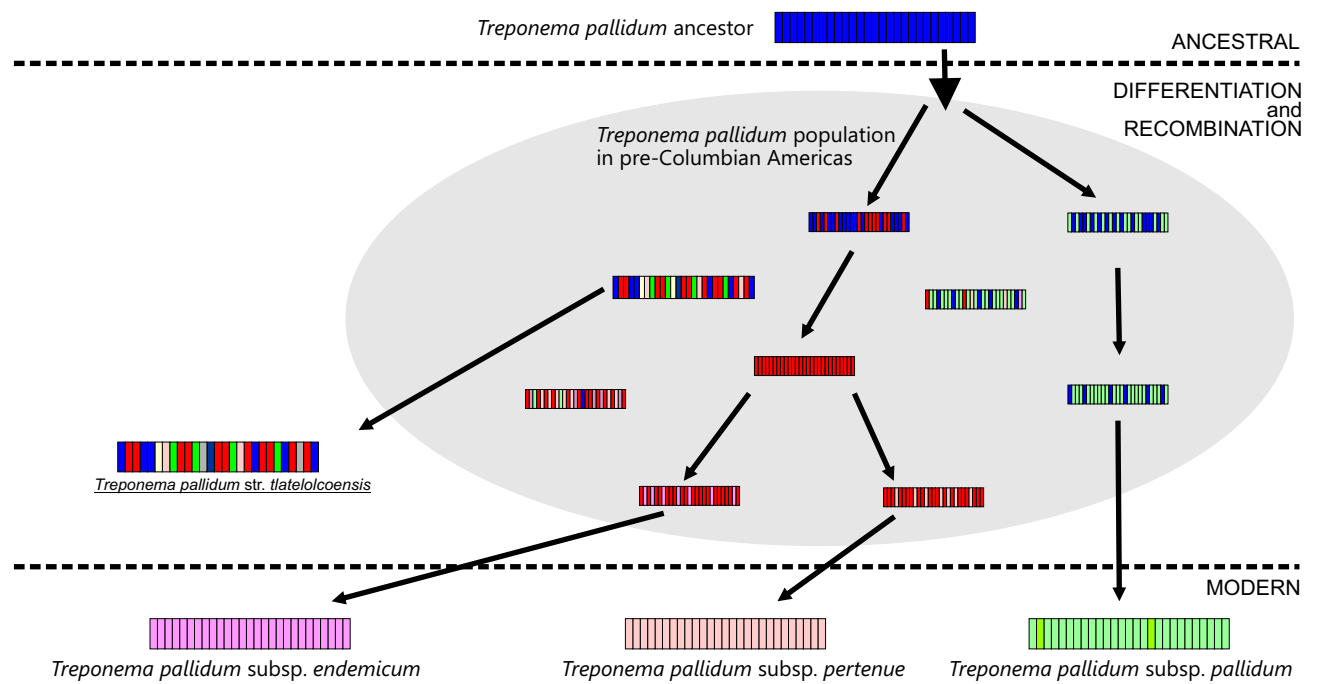 Treponema pallidum ancestor
ANCESTRAL
DIFFERENTIATION
and
RECOMBINATION
Treponema pallidum population
in pre-Columbian Americas
Treponema pallidum str. tlatelolcoensis
MODERN
Treponema pallidum subsp. endemicum
Treponema pallidum subsp. pertenue
Treponema pallidum subsp. pallidum